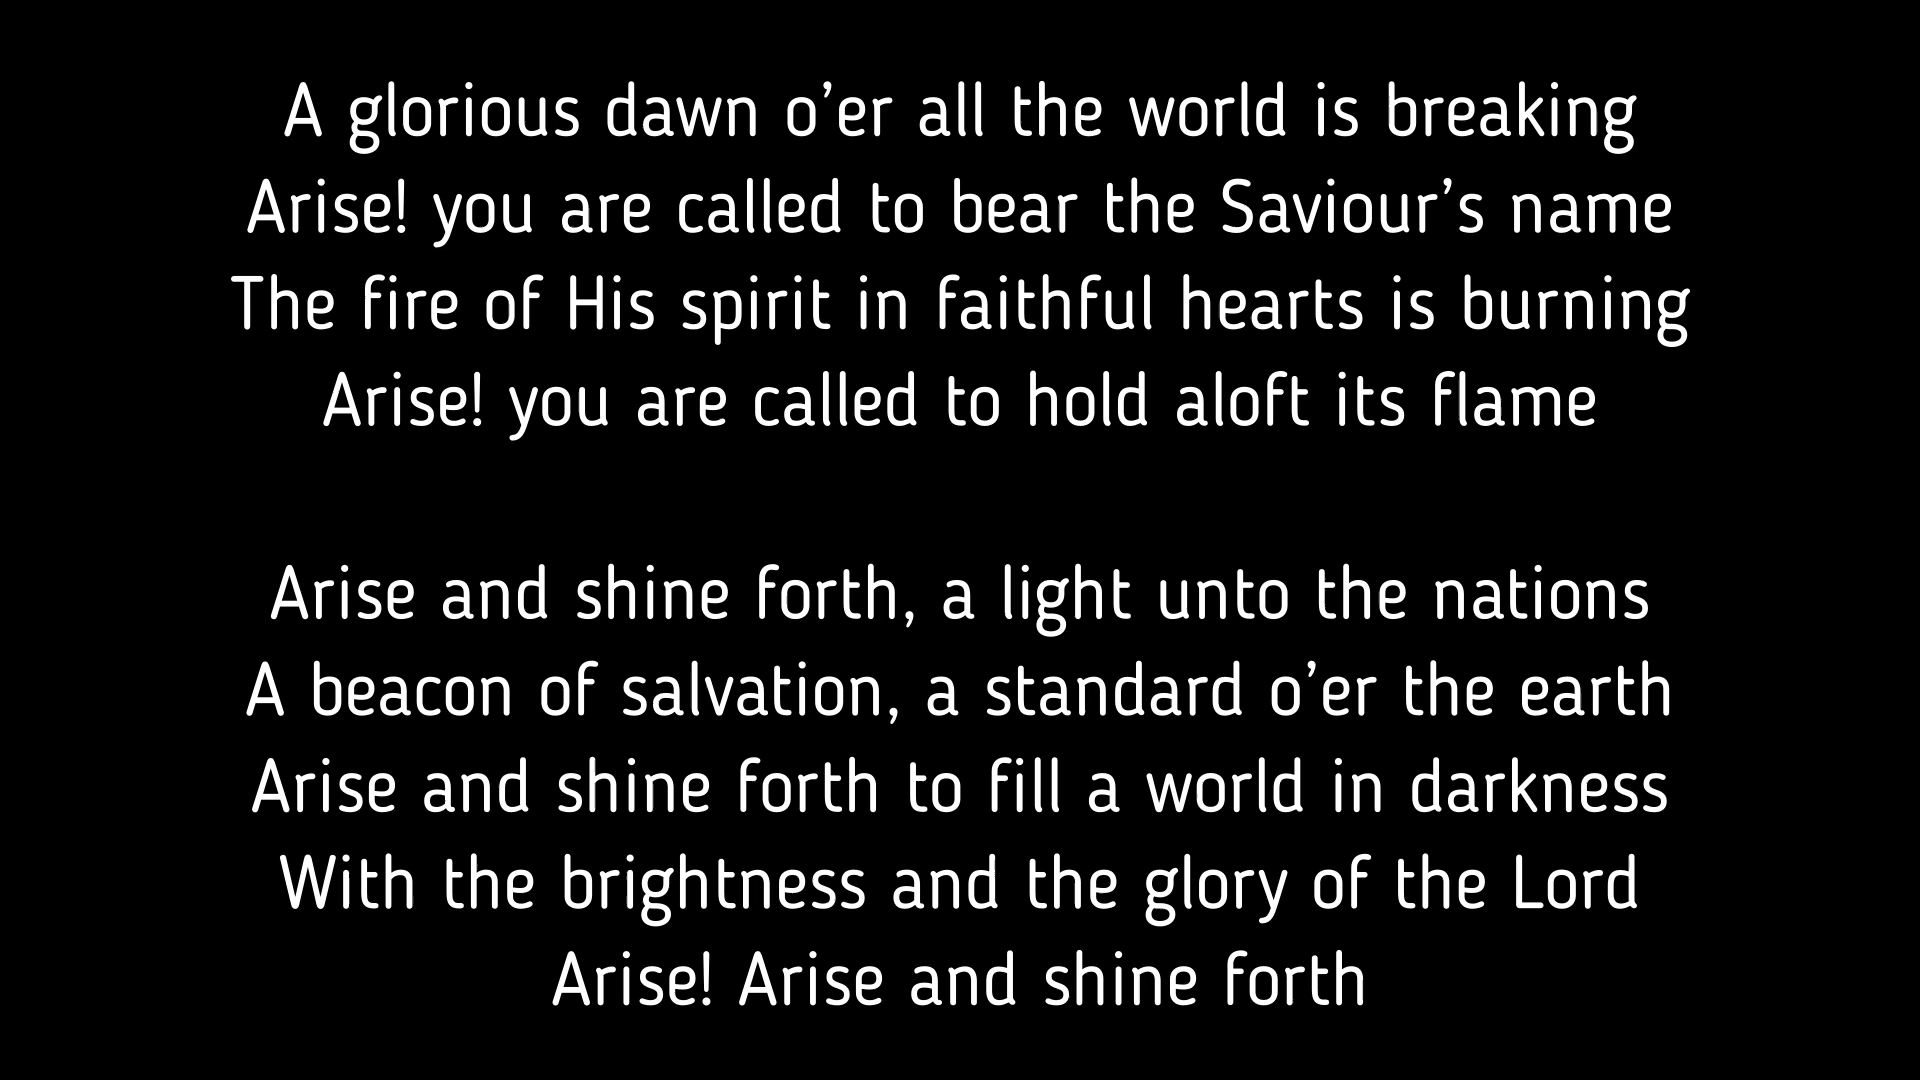 A glorious dawn o’er all the world is breaking
Arise! you are called to bear the Saviour’s name
The fire of His spirit in faithful hearts is burning
Arise! you are called to hold aloft its flame

Arise and shine forth, a light unto the nations
A beacon of salvation, a standard o’er the earth
Arise and shine forth to fill a world in darkness
With the brightness and the glory of the Lord
Arise! Arise and shine forth